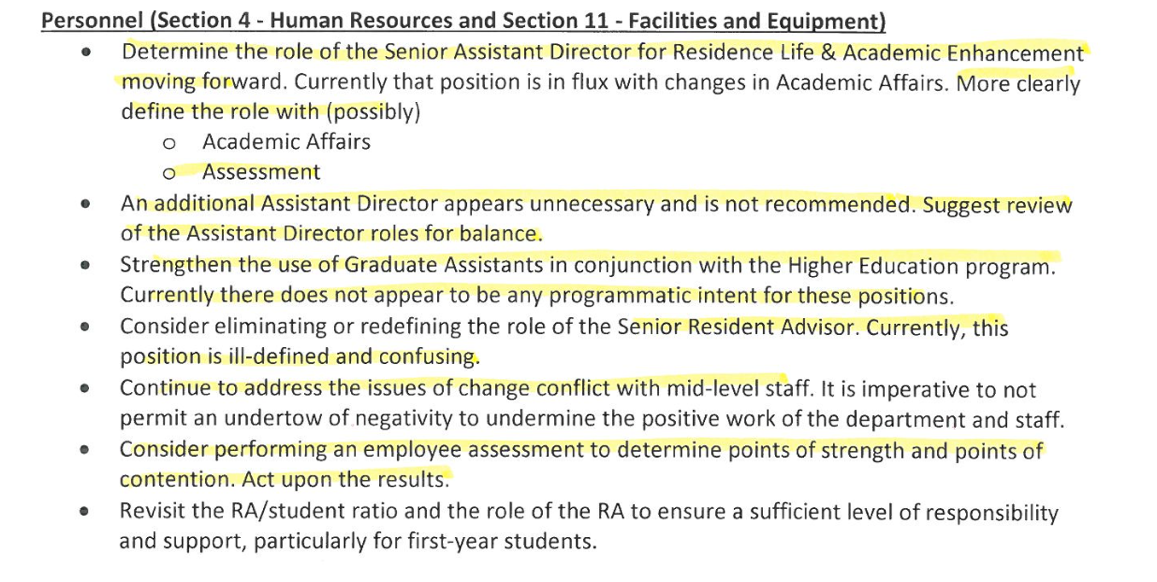 Personnel (Section 4 - Human Resources and Section 11 - Facilities and Equipment)
• Determine the role of the Senior Assistant Director for Residence Life & Academic Enhancement
moving forward. Currently that position is in flux with changes in Academic Affairs. More clearly
define the role with (possibly)
o Academic Affairs
o Assessment
• An additional Assistant Director appears unnecessary and is not recommended. Suggest review
of the Assistant Director roles for balance.
• Strengthen the use of Graduate Assistants in conjunction with the Higher Education program.
Currently there does not appear to be any programmatic intent for these positions.
• Consider eliminating or redefining the role of the Senior Resident Advisor. Currently, this
position is ill-defined and confusing.
• Continue to address the issues of change conflict with mid-level staff. It is imperative to not
permit an undertow of negativity to undermine the positive work of the department and staff.
• Consider performing an employee assessment to determine points of strength and points of
contention. Act upon the results.
• Revisit the RA/student ratio and the role of the RA to ensure a sufficient level of responsibility
and support, particularly for first-year students.